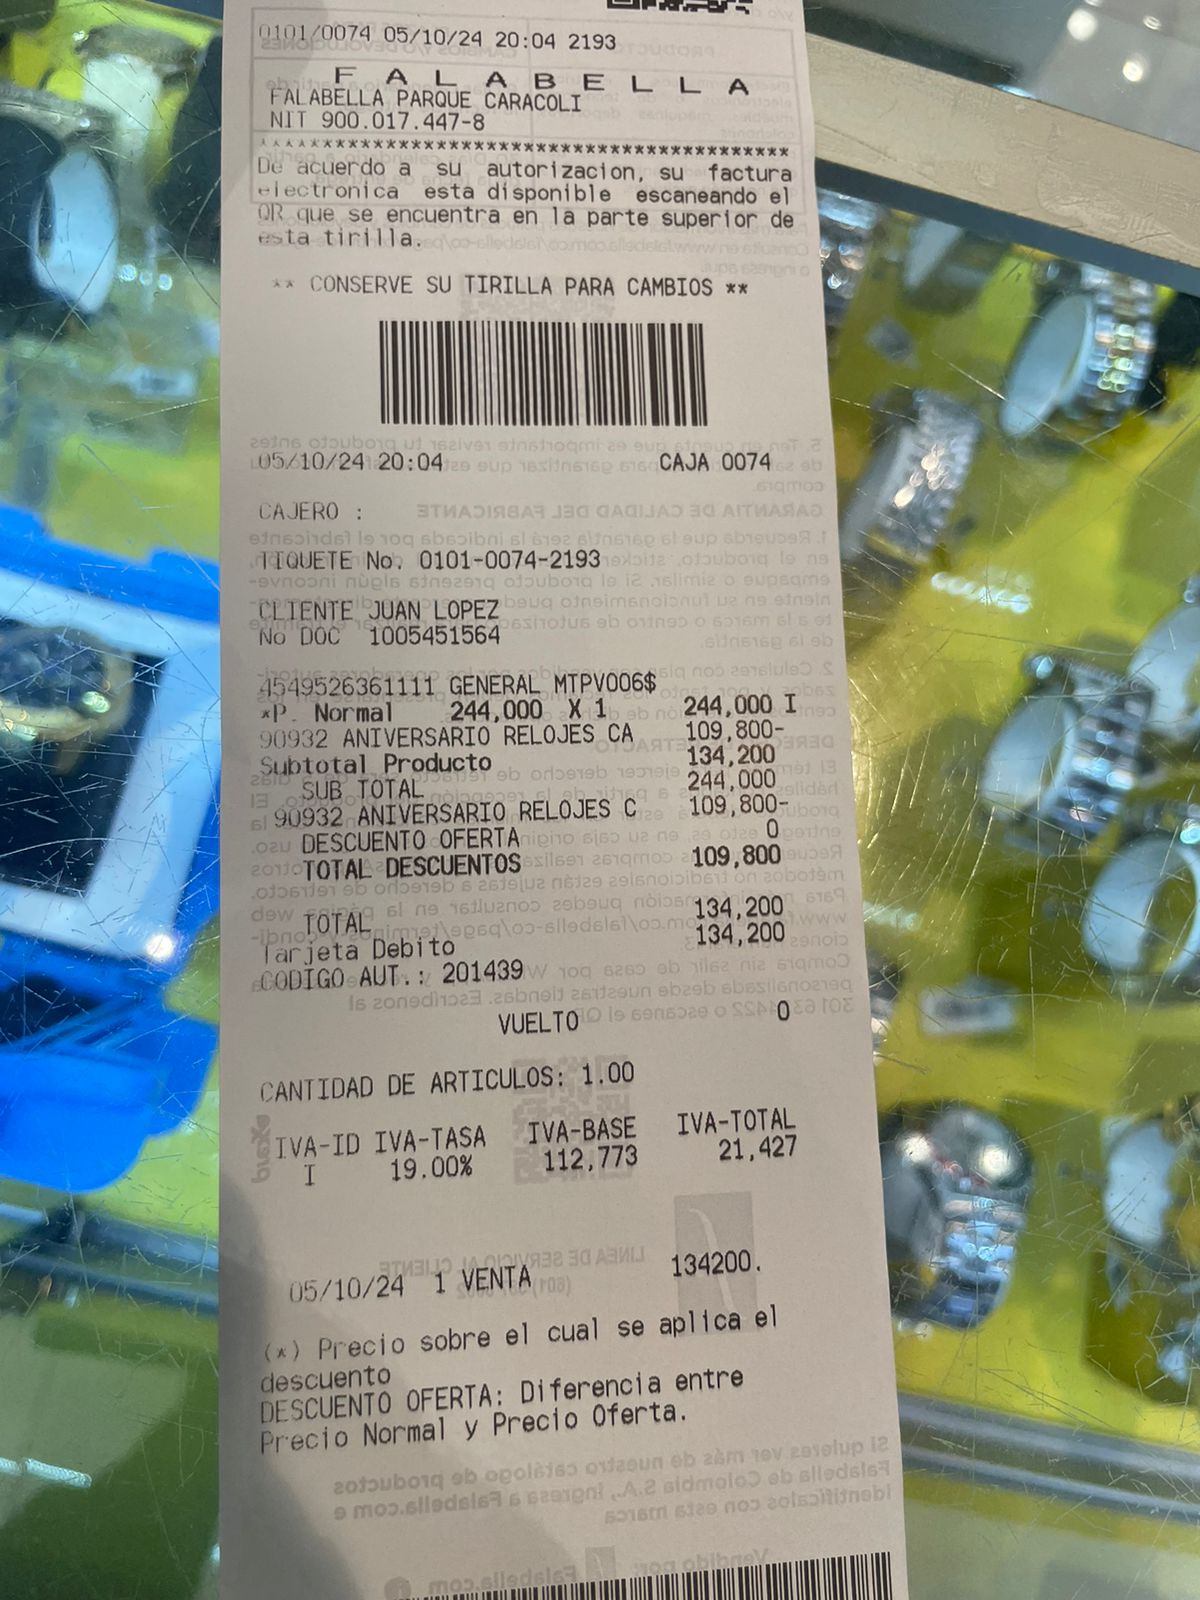 0101/0074 05/10/24 20:04 2193
F A L A B E L L A
FALABELLA PARQUE CARACOLI
NIT 900.017.447-8
****************************************
De acuerdo a su autorizacion, su factura
electronica esta disponible escaneando el
QR que se encuentra en la parte superior de
esta tirilla.
** CONSERVE SU TIRILLA PARA CAMBIOS **
05/10/24 20:04 CAJA 0074
CAJERO :
TIQUETE No. 0101-0074-2193
CLIENTE JUAN LOPEZ
No DOC 1005451564
4549526361111 GENERAL MTPV006$
*P. Normal 244,000 X 1 244,000 I
90932 ANIVERSARIO RELOJES CA 109,800-
Subtotal Producto 134,200
SUB TOTAL 244,000
90932 ANIVERSARIO RELOJES C 109,800-
DESCUENTO OFERTA 0
TOTAL DESCUENTOS 109,800
TOTAL 134,200
Tarjeta Debito 134,200
CODIGO AUT.: 201439
VUELTO 0
CANTIDAD DE ARTICULOS: 1.00
IVA-ID IVA-TASA IVA-BASE IVA-TOTAL
I 19.00% 112,773 21,427
05/10/24 1 VENTA 134200.
(*) Precio sobre el cual se aplica el
descuento
DESCUENTO OFERTA: Diferencia entre
Precio Normal y Precio Oferta.